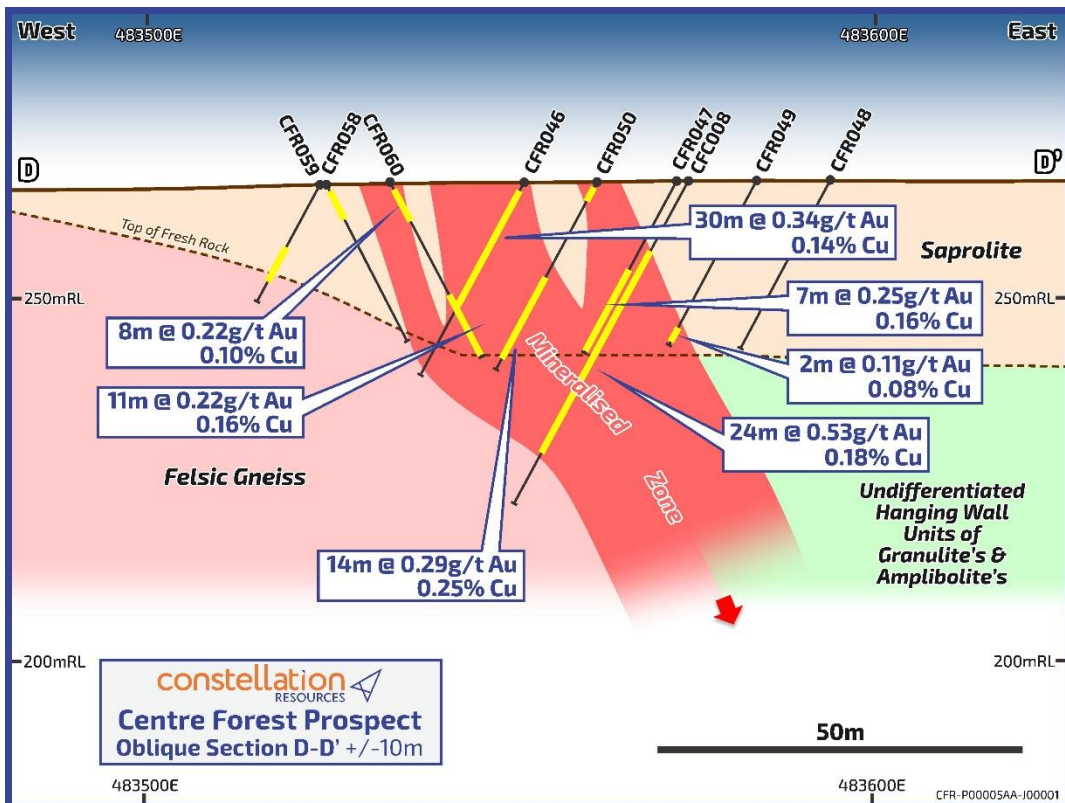 West
483500E
483600E
East
CFR059
CFR058
CFR060
CFR046
CFR050
CFR047
CFC008
CFR049
CFR048
D
D'
Top of Fresh Rock
Saprolite
30m @ 0.34g/t Au
0.14% Cu
250mRL
250mRL
7m @ 0.25g/t Au
0.16% Cu
8m @ 0.22g/t Au
0.10% Cu
2m @ 0.11g/t Au
0.08% Cu
11m @ 0.22g/t Au
0.16% Cu
Mineralised
Zone
24m @ 0.53g/t Au
0.18% Cu
Felsic Gneiss
Undifferentiated
Hanging Wall
Units of
Granulite's &
Amplibolite's
14m @ 0.29g/t Au
0.25% Cu
200mRL
200mRL
constellation
RESOURCES
Centre Forest Prospect
Oblique Section D-D' +/-10m
50m
483500E
483600E
CFR-P00005AA-J00001